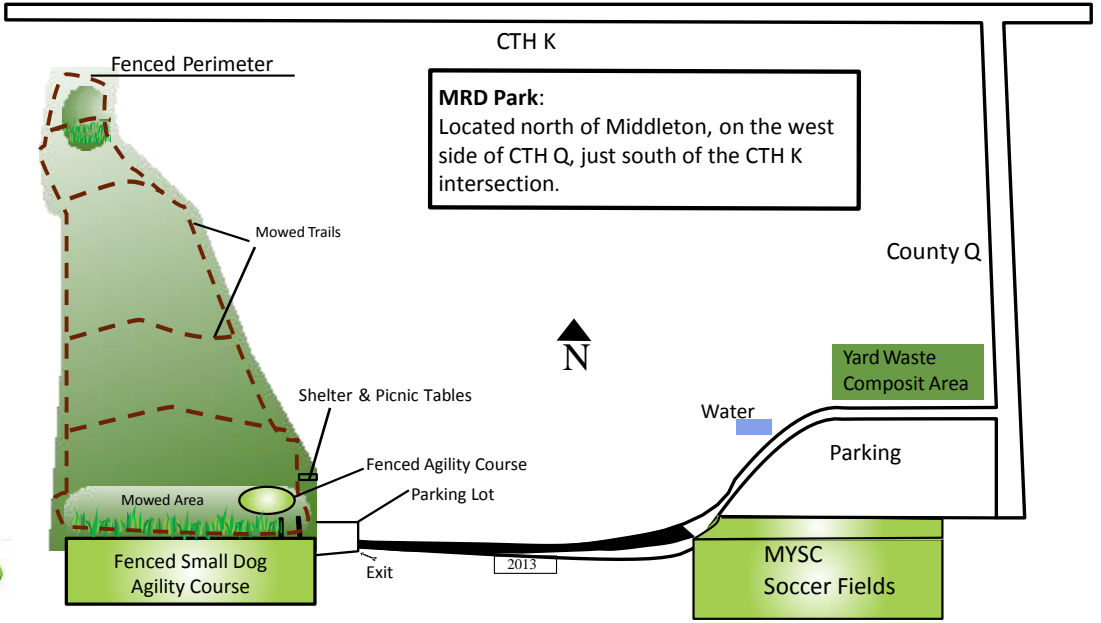 CTH K
Fenced Perimeter
MRD Park:
Located north of Middleton, on the west
side of CTH Q, just south of the CTH K
intersection.
Mowed Trails
County Q
N
Yard Waste
Composit Area
Shelter & Picnic Tables
Water
Parking
Fenced Agility Course
Mowed Area
Parking Lot
MYSC
Soccer Fields
Fenced Small Dog
Agility Course
Exit
2013